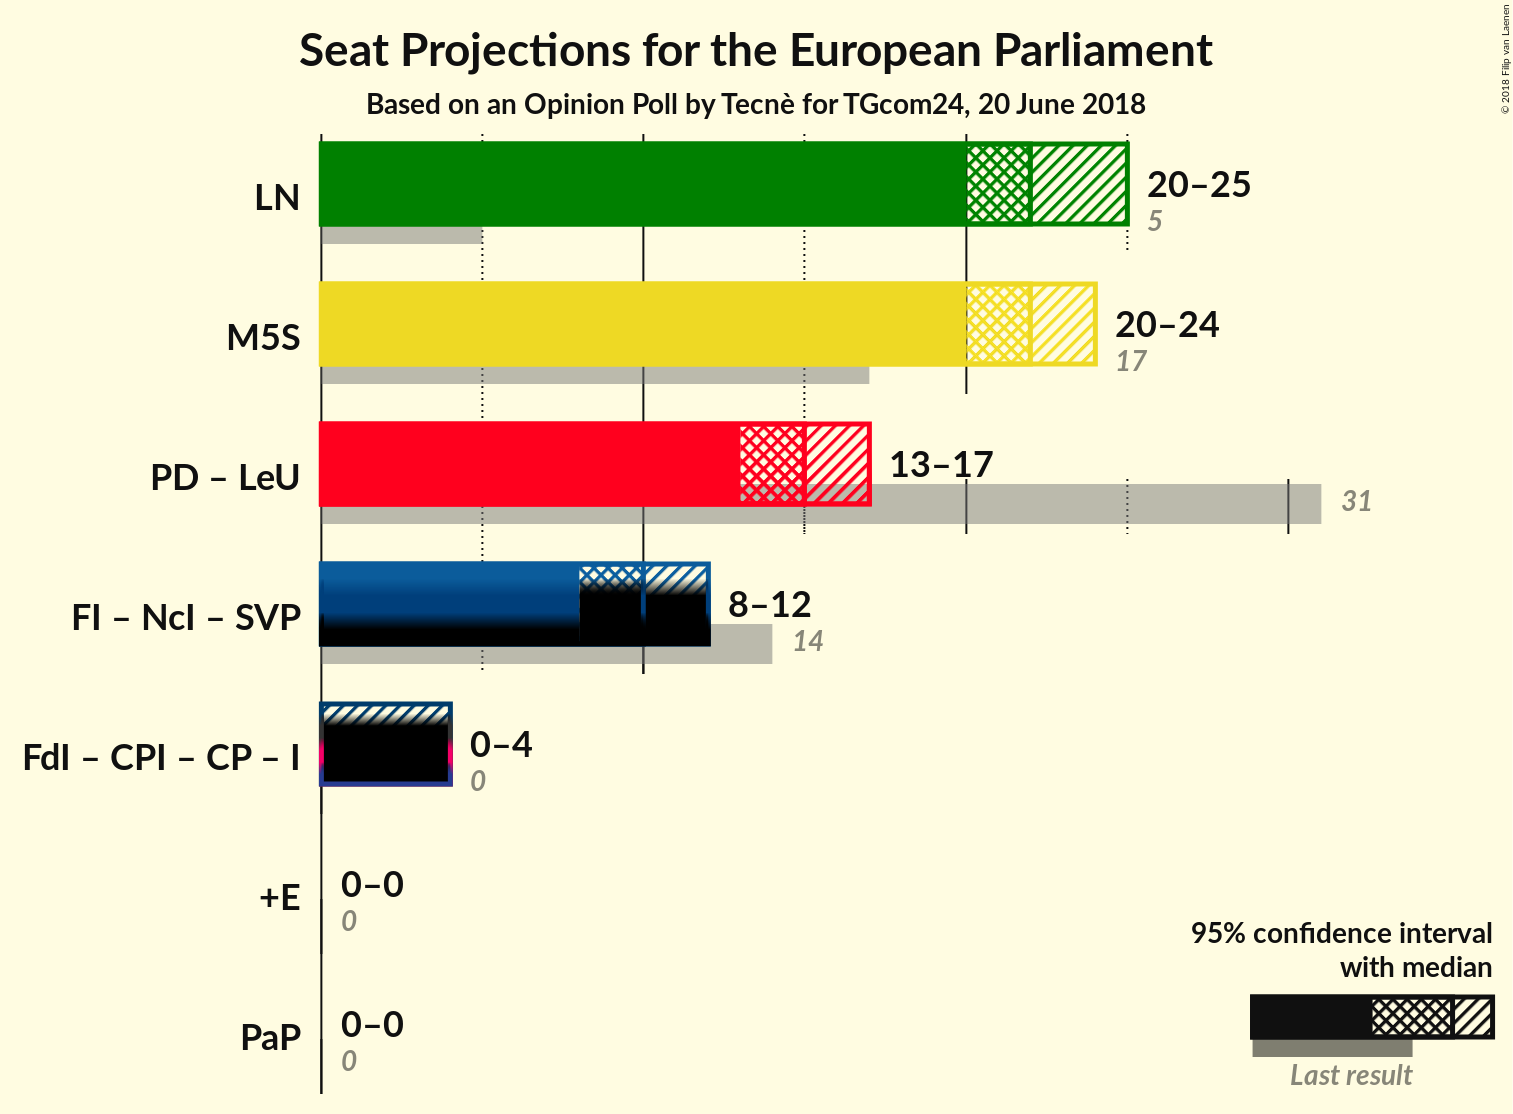 Seat Projections for the European Parliament
Based on an Opinion Poll by Tecnè for TGcom24, 20 June 2018
© 2018 Filip van Laenen
LN
20–25
5
M5S
20–24
17
PD – LeU
13–17
31
FI – NcI – SVP
8–12
14
FdI – CPI – CP – I
0–4
0
+E
0–0
0
PaP
0–0
0
95% confidence interval
with median
Last result